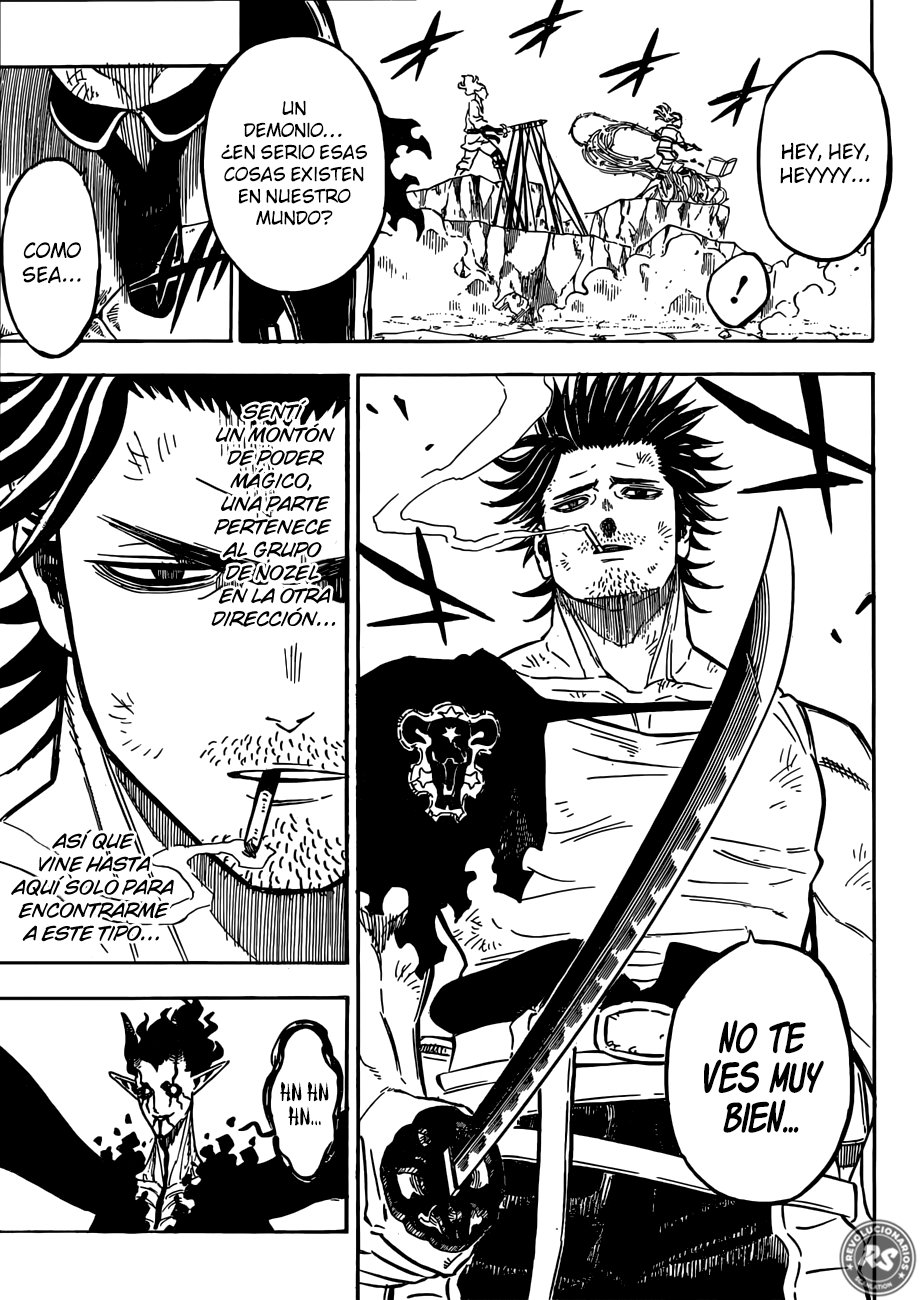 HEY, HEY,
HEYYYY...
!
UN
DEMONIO...
¿EN SERIO ESAS
COSAS EXISTEN
EN NUESTRO
MUNDO?
COMO
SEA...
NO TE
VES MUY
BIEN...
SENTÍ
UN MONTÓN
DE PODER
MÁGICO,
UNA PARTE
PERTENECE
AL GRUPO
DE NOZEL
EN LA OTRA
DIRECCIÓN...
ASÍ QUE
VINE HASTA
AQUÍ SOLO PARA
ENCONTRARME
A ESTE TIPO...
HN HN
HN...
REVOLUCIONARIOS
RS
TRANSLATION